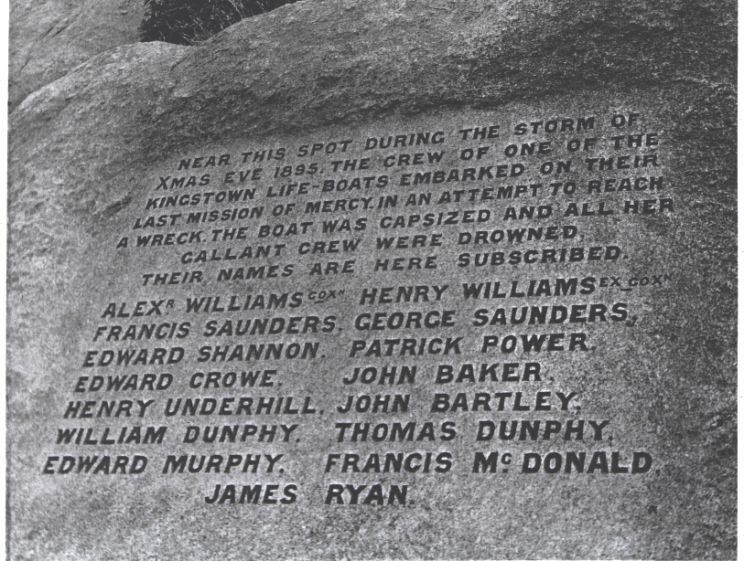 NEAR THIS SPOT DURING THE STORM OF
XMAS EVE 1895. THE CREW OF ONE OF THE
KINGSTOWN LIFE-BOATS EMBARKED ON THEIR
LAST MISSION OF MERCY. IN AN ATTEMPT TO REACH
A WRECK. THE BOAT WAS CAPSIZED AND ALL HER
GALLANT CREW WERE DROWNED.
THEIR NAMES ARE HERE SUBSCRIBED.
ALEXR WILLIAMS COXN HENRY WILLIAMS EX_COXN
FRANCIS SAUNDERS. GEORGE SAUNDERS.
EDWARD SHANNON. PATRICK POWER.
EDWARD CROWE. JOHN BAKER.
HENRY UNDERHILL. JOHN BARTLEY.
WILLIAM DUNPHY. THOMAS DUNPHY.
EDWARD MURPHY. FRANCIS Mc DONALD.
JAMES RYAN.